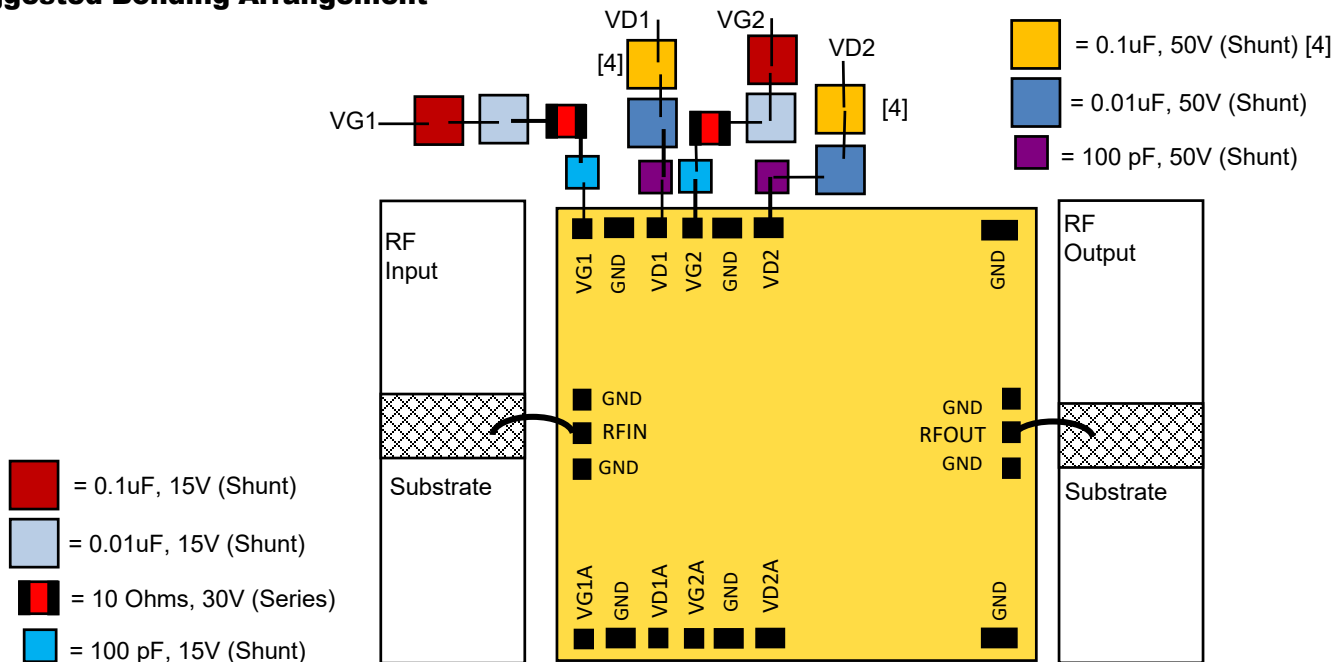 ggested Bonding Arrangement
VD1
VG2
VD2
[4]
[4]
VG1
= 0.1uF, 50V (Shunt) [4]
= 0.01uF, 50V (Shunt)
= 100 pF, 50V (Shunt)
RF
Input
RF
Output
VG1
GND
VD1
VG2
GND
VD2
GND
GND
RFIN
GND
GND
RFOUT
GND
Substrate
Substrate
= 0.1uF, 15V (Shunt)
= 0.01uF, 15V (Shunt)
= 10 Ohms, 30V (Series)
= 100 pF, 15V (Shunt)
VG1A
GND
VD1A
VG2A
GND
VD2A
GND